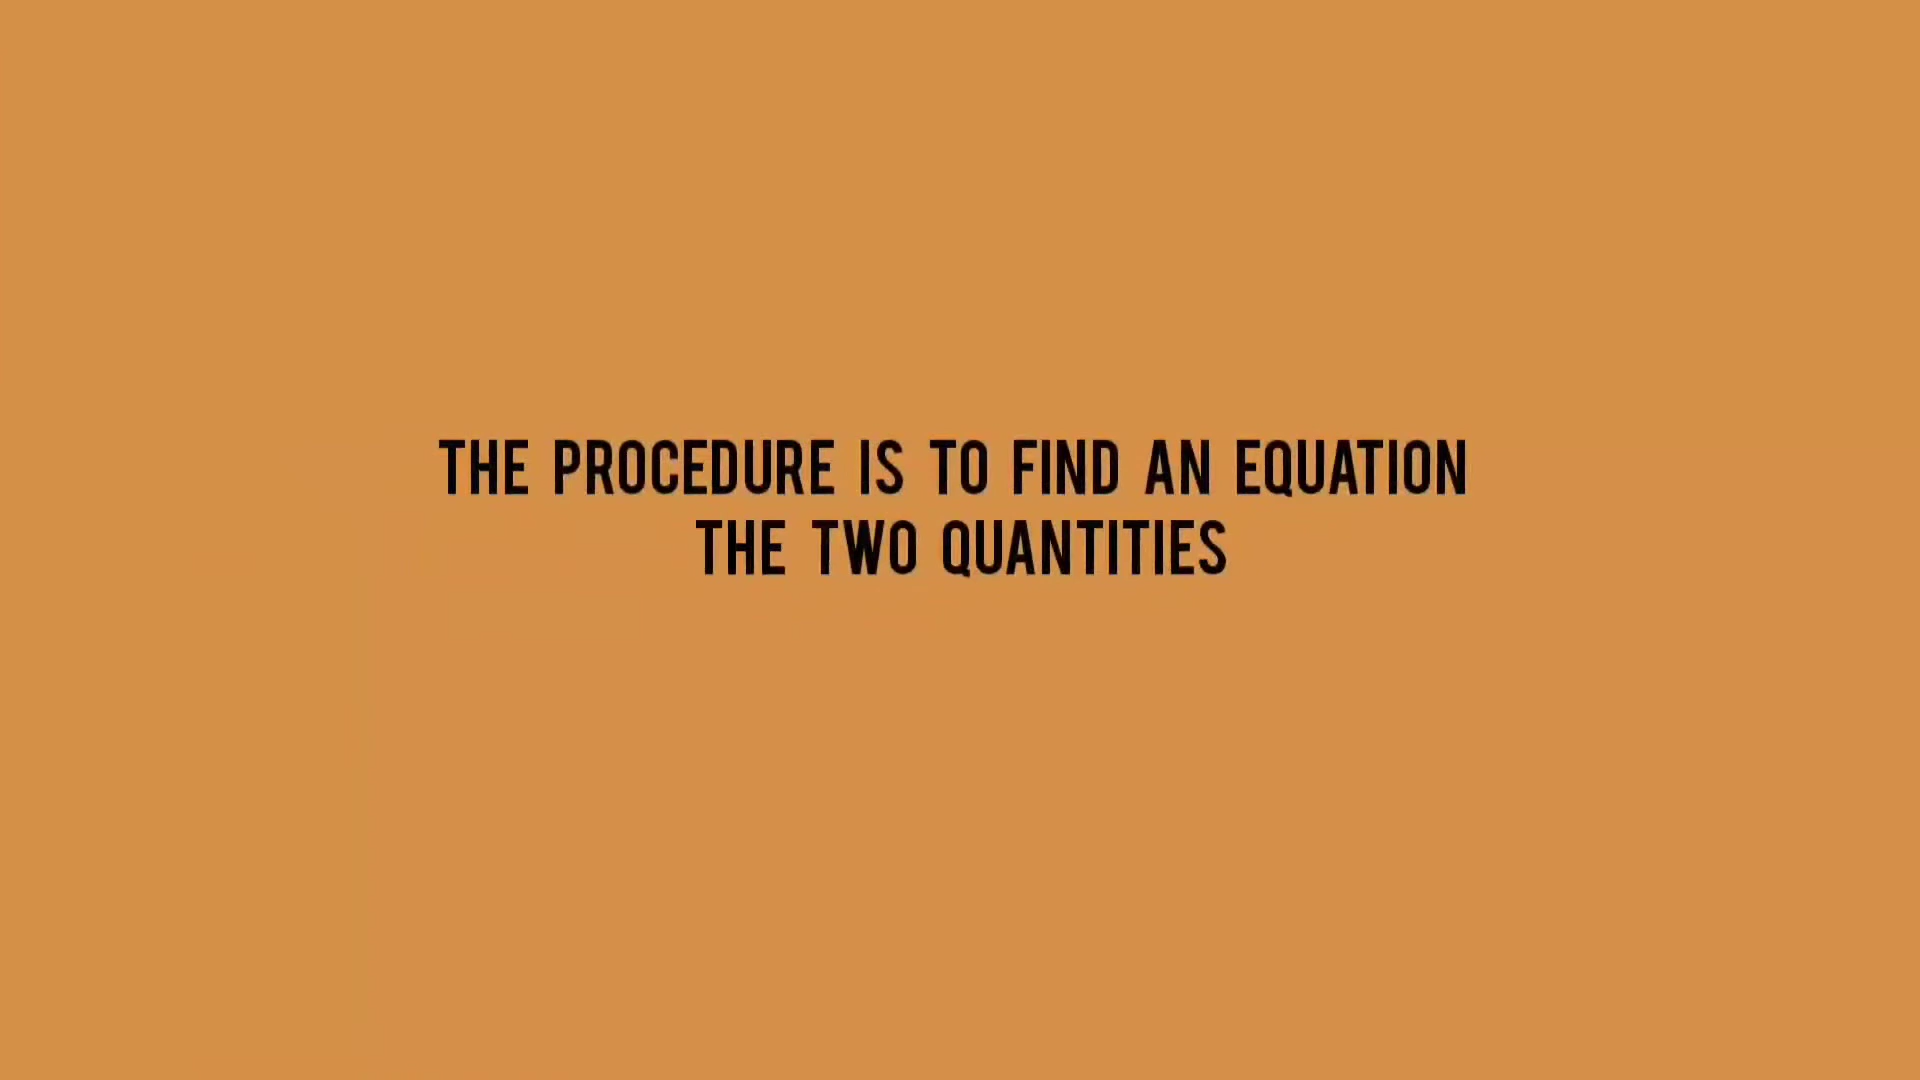 THE PROCEDURE IS TO FIND AN EQUATION
THE TWO QUANTITIES